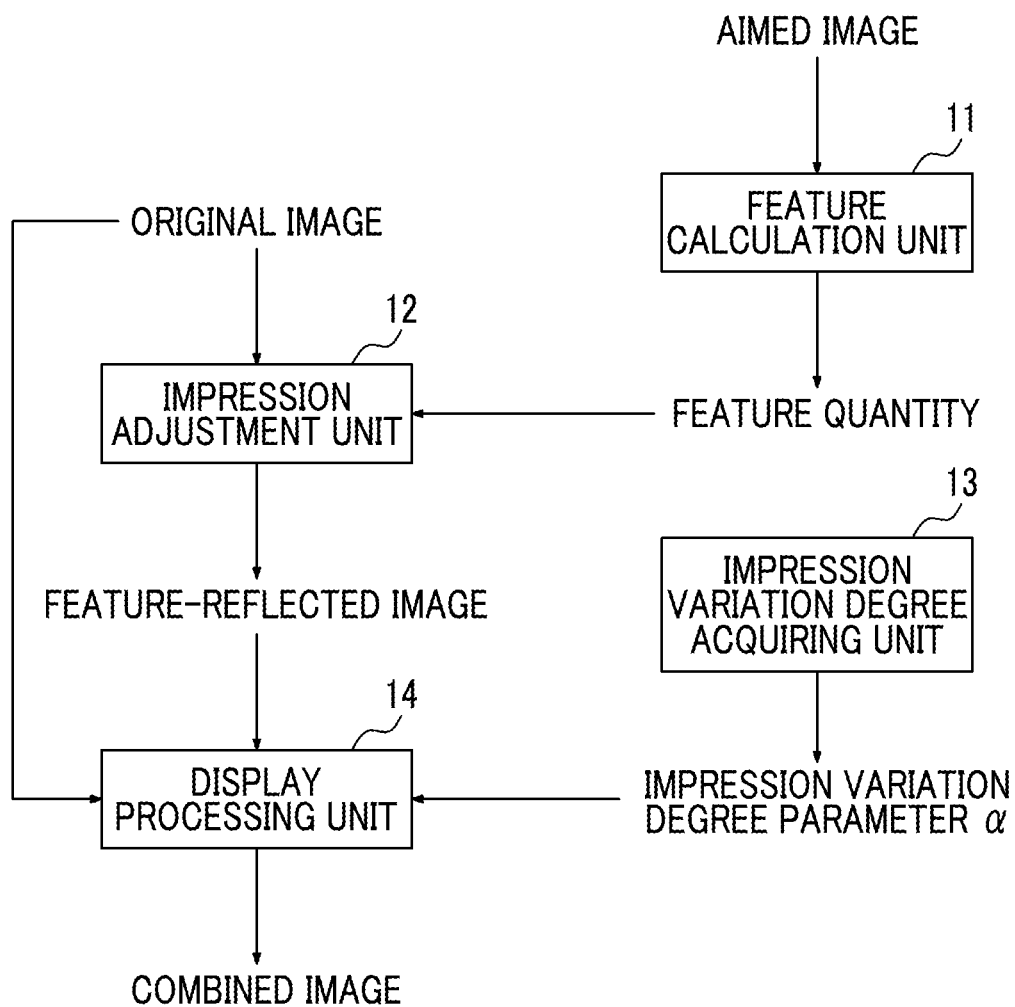 AIMED IMAGE
11
FEATURE
CALCULATION UNIT
ORIGINAL IMAGE
12
IMPRESSION
ADJUSTMENT UNIT
FEATURE QUANTITY
13
IMPRESSION
VARIATION DEGREE
ACQUIRING UNIT
FEATURE-REFLECTED IMAGE
14
DISPLAY
PROCESSING UNIT
IMPRESSION VARIATION
DEGREE PARAMETER α
COMBINED IMAGE